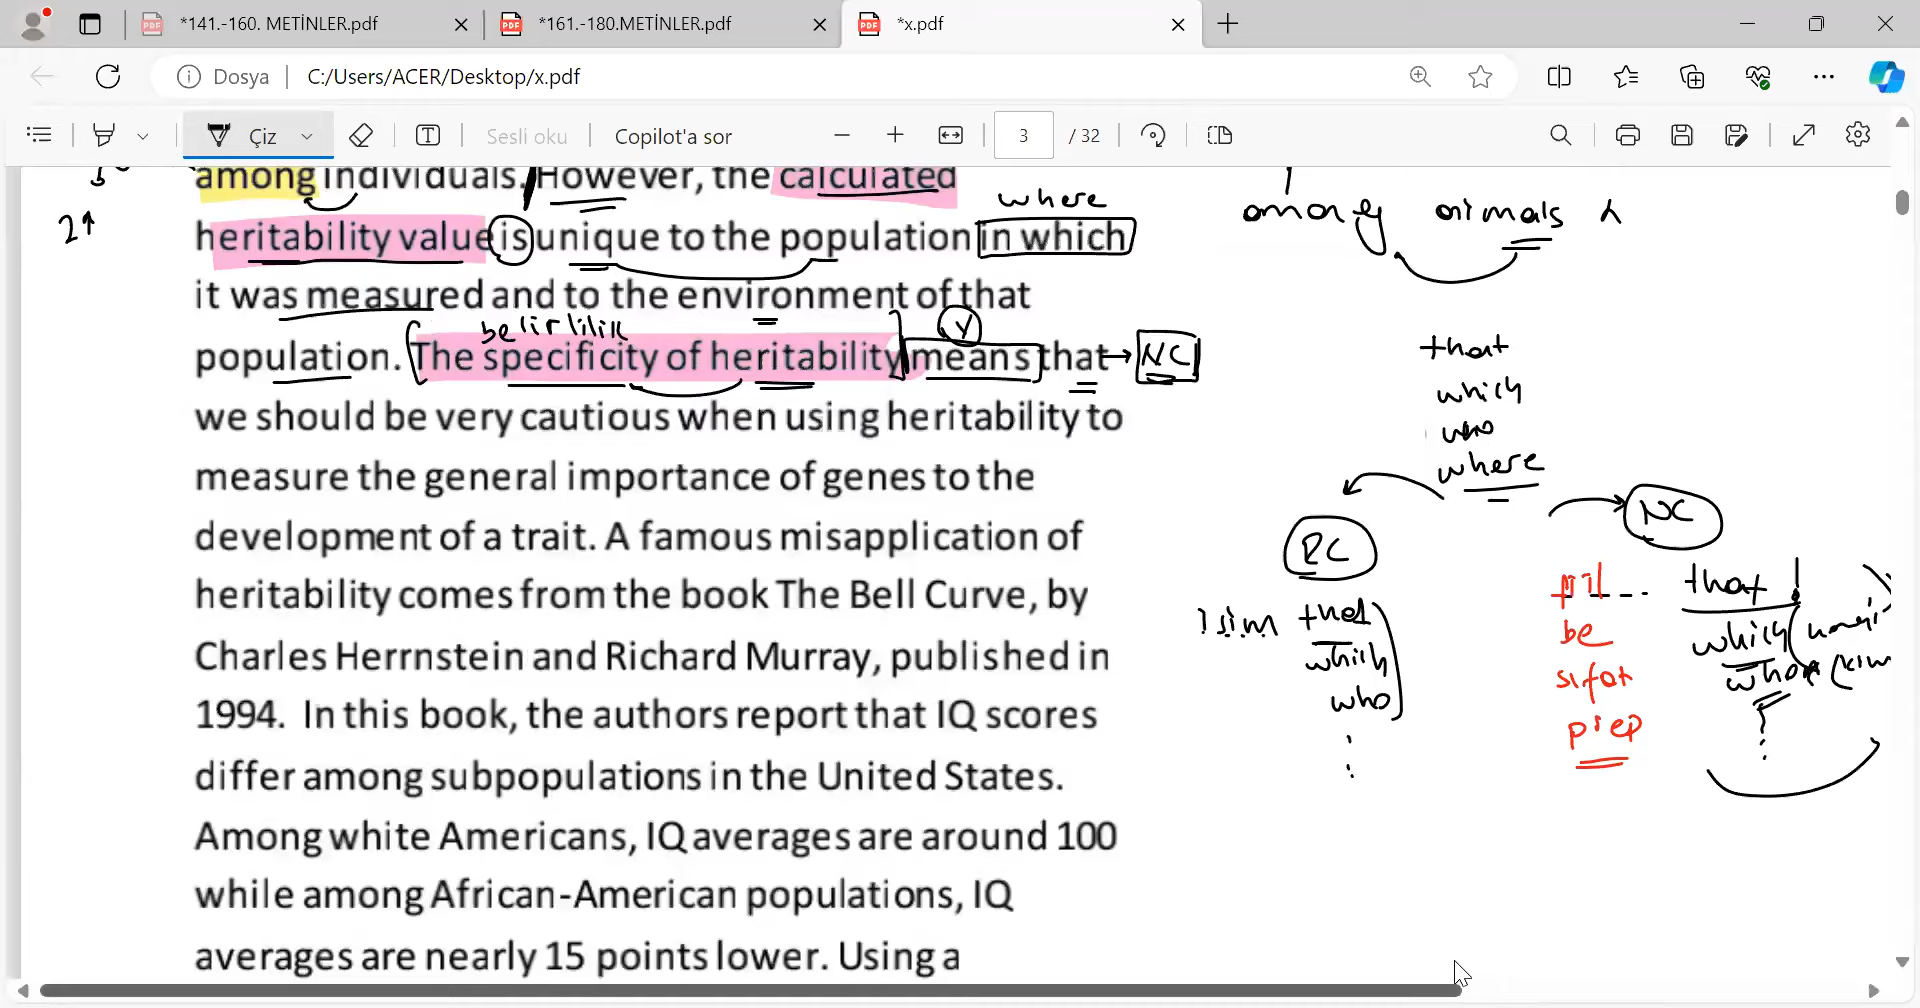 *141.-160. METİNLER.pdf
*161.-180.METİNLER.pdf
*x.pdf
Dosya
C:/Users/ACER/Desktop/x.pdf
Çiz
Sesli oku
Copilot'a sor
3 / 32
among individuals. However, the calculated
where
heritability value is unique to the population in which
2
it was measured and to the environment of that
belirlilik
V
population. The specificity of heritability means that → NC
we should be very cautious when using heritability to
measure the general importance of genes to the
development of a trait. A famous misapplication of
heritability comes from the book The Bell Curve, by
Charles Herrnstein and Richard Murray, published in
1994. In this book, the authors report that IQ scores
differ among subpopulations in the United States.
Among white Americans, IQ averages are around 100
while among African-American populations, IQ
averages are nearly 15 points lower. Using a
among animals
that
which
who
where
RC
NC
isim that
which
who
fiil
be
sıfat
prep
that
which